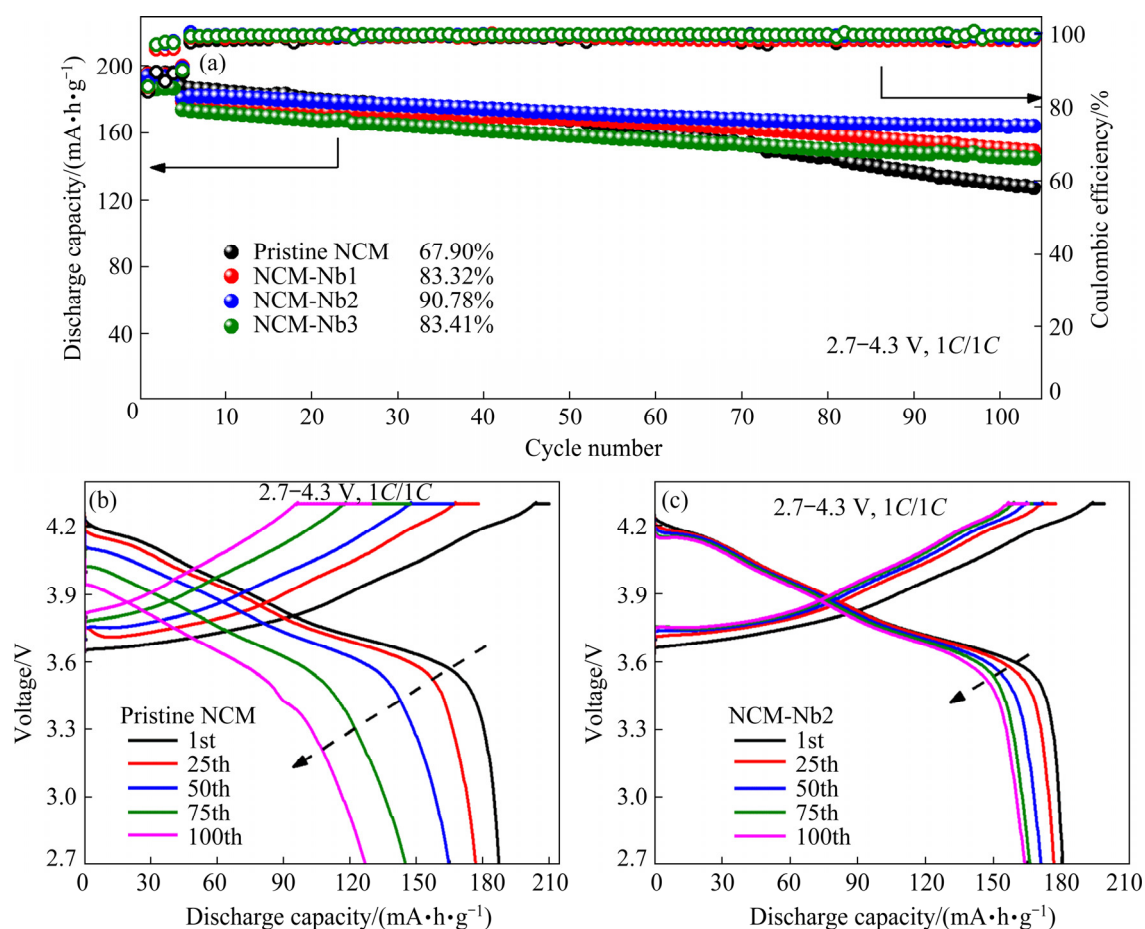 (a)
200
160
120
80
40
0
Discharge capacity/(mA•h•g⁻¹)
100
80
60
40
20
0
Coulombic efficiency/%
Pristine NCM 67.90%
NCM-Nb1 83.32%
NCM-Nb2 90.78%
NCM-Nb3 83.41%
2.7−4.3 V, 1C/1C
10 20 30 40 50 60 70 80 90 100
Cycle number
(b)
2.7−4.3 V, 1C/1C
4.2
3.9
3.6
3.3
3.0
2.7
Voltage/V
Pristine NCM
1st
25th
50th
75th
100th
0 30 60 90 120 150 180 210
Discharge capacity/(mA•h•g⁻¹)
(c)
2.7−4.3 V, 1C/1C
4.2
3.9
3.6
3.3
3.0
2.7
Voltage/V
NCM-Nb2
1st
25th
50th
75th
100th
0 30 60 90 120 150 180 210
Discharge capacity/(mA•h•g⁻¹)